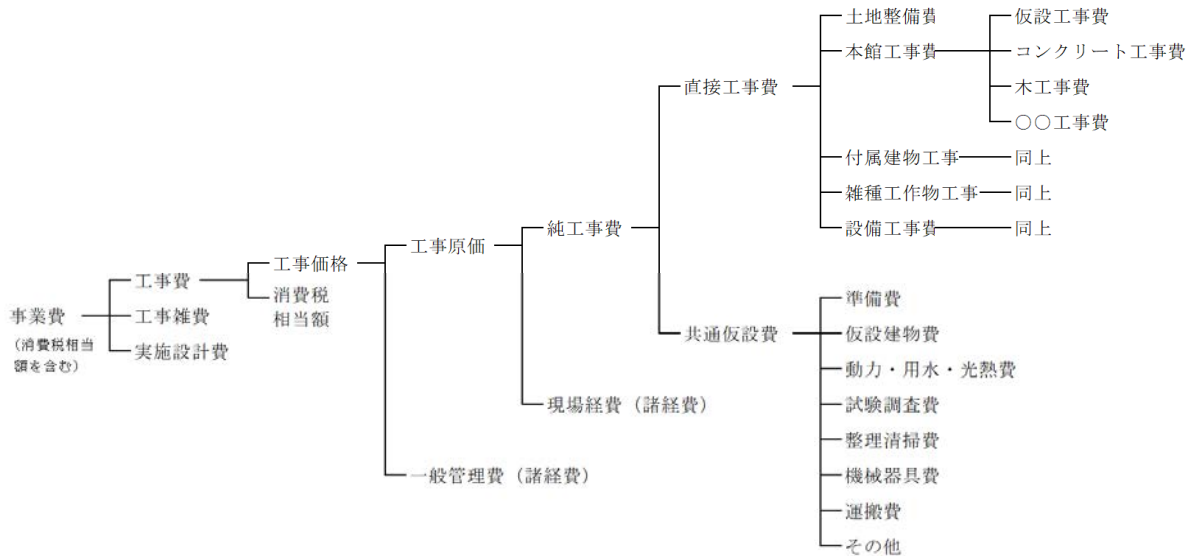 事業費
(消費税相当
額を含む)
工事費
工事雑費
実施設計費
工事価格
消費税
相当額
工事原価
一般管理費(諸経費)
純工事費
現場経費(諸経費)
直接工事費
共通仮設費
土地整備費
本館工事費
付属建物工事
同上
雑種工作物工事
同上
設備工事費
同上
仮設工事費
コンクリート工事費
木工事費
〇〇工事費
準備費
仮設建物費
動力・用水・光熱費
試験調査費
整理清掃費
機械器具費
運搬費
その他